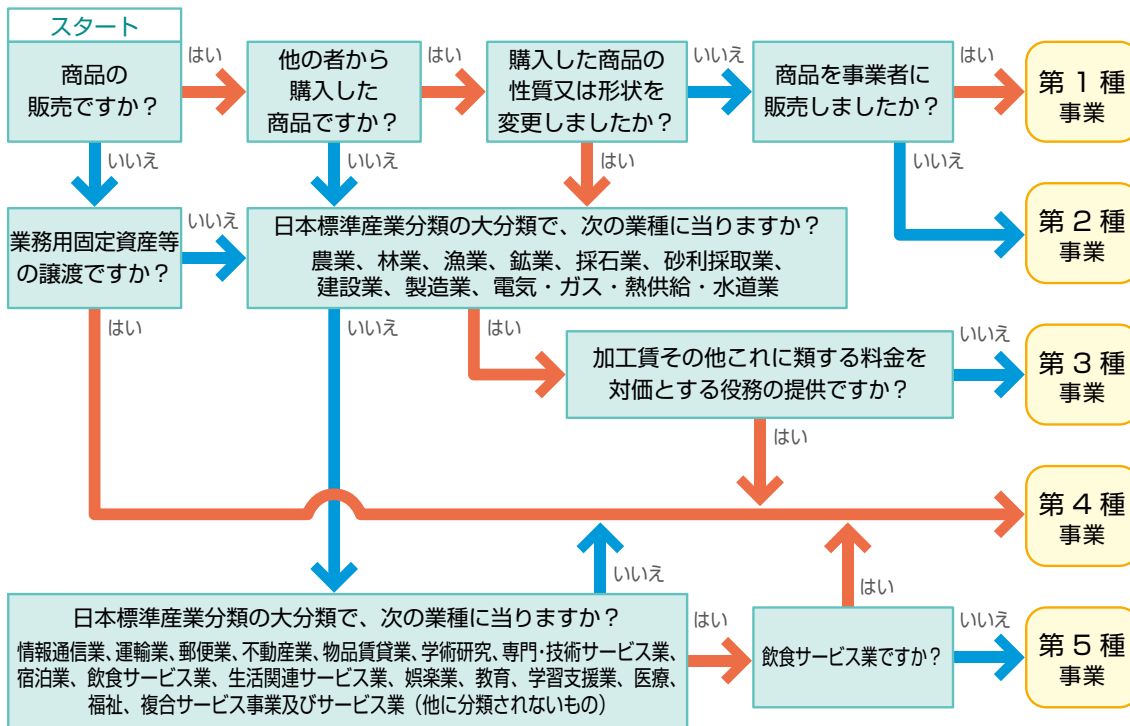 スタート
商品の
販売ですか？
はい
他の者から
購入した
商品ですか？
はい
購入した商品の
性質又は形状を
変更しましたか？
いいえ
商品を事業者に
販売しましたか？
はい
第１種
事業
いいえ
いいえ
はい
いいえ
第２種
事業
業務用固定資産等
の譲渡ですか？
いいえ
日本標準産業分類の大分類で、次の業種に当りますか？
農業、林業、漁業、鉱業、採石業、砂利採取業、
建設業、製造業、電気・ガス・熱供給・水道業
はい
いいえ
はい
加工賃その他これに類する料金を
対価とする役務の提供ですか？
いいえ
第３種
事業
はい
第４種
事業
いいえ
はい
日本標準産業分類の大分類で、次の業種に当りますか？
情報通信業、運輸業、郵便業、不動産業、物品賃貸業、学術研究、専門・技術サービス業、
宿泊業、飲食サービス業、生活関連サービス業、娯楽業、教育、学習支援業、医療、
福祉、複合サービス事業及びサービス業（他に分類されないもの）
はい
飲食サービス業ですか？
いいえ
第５種
事業